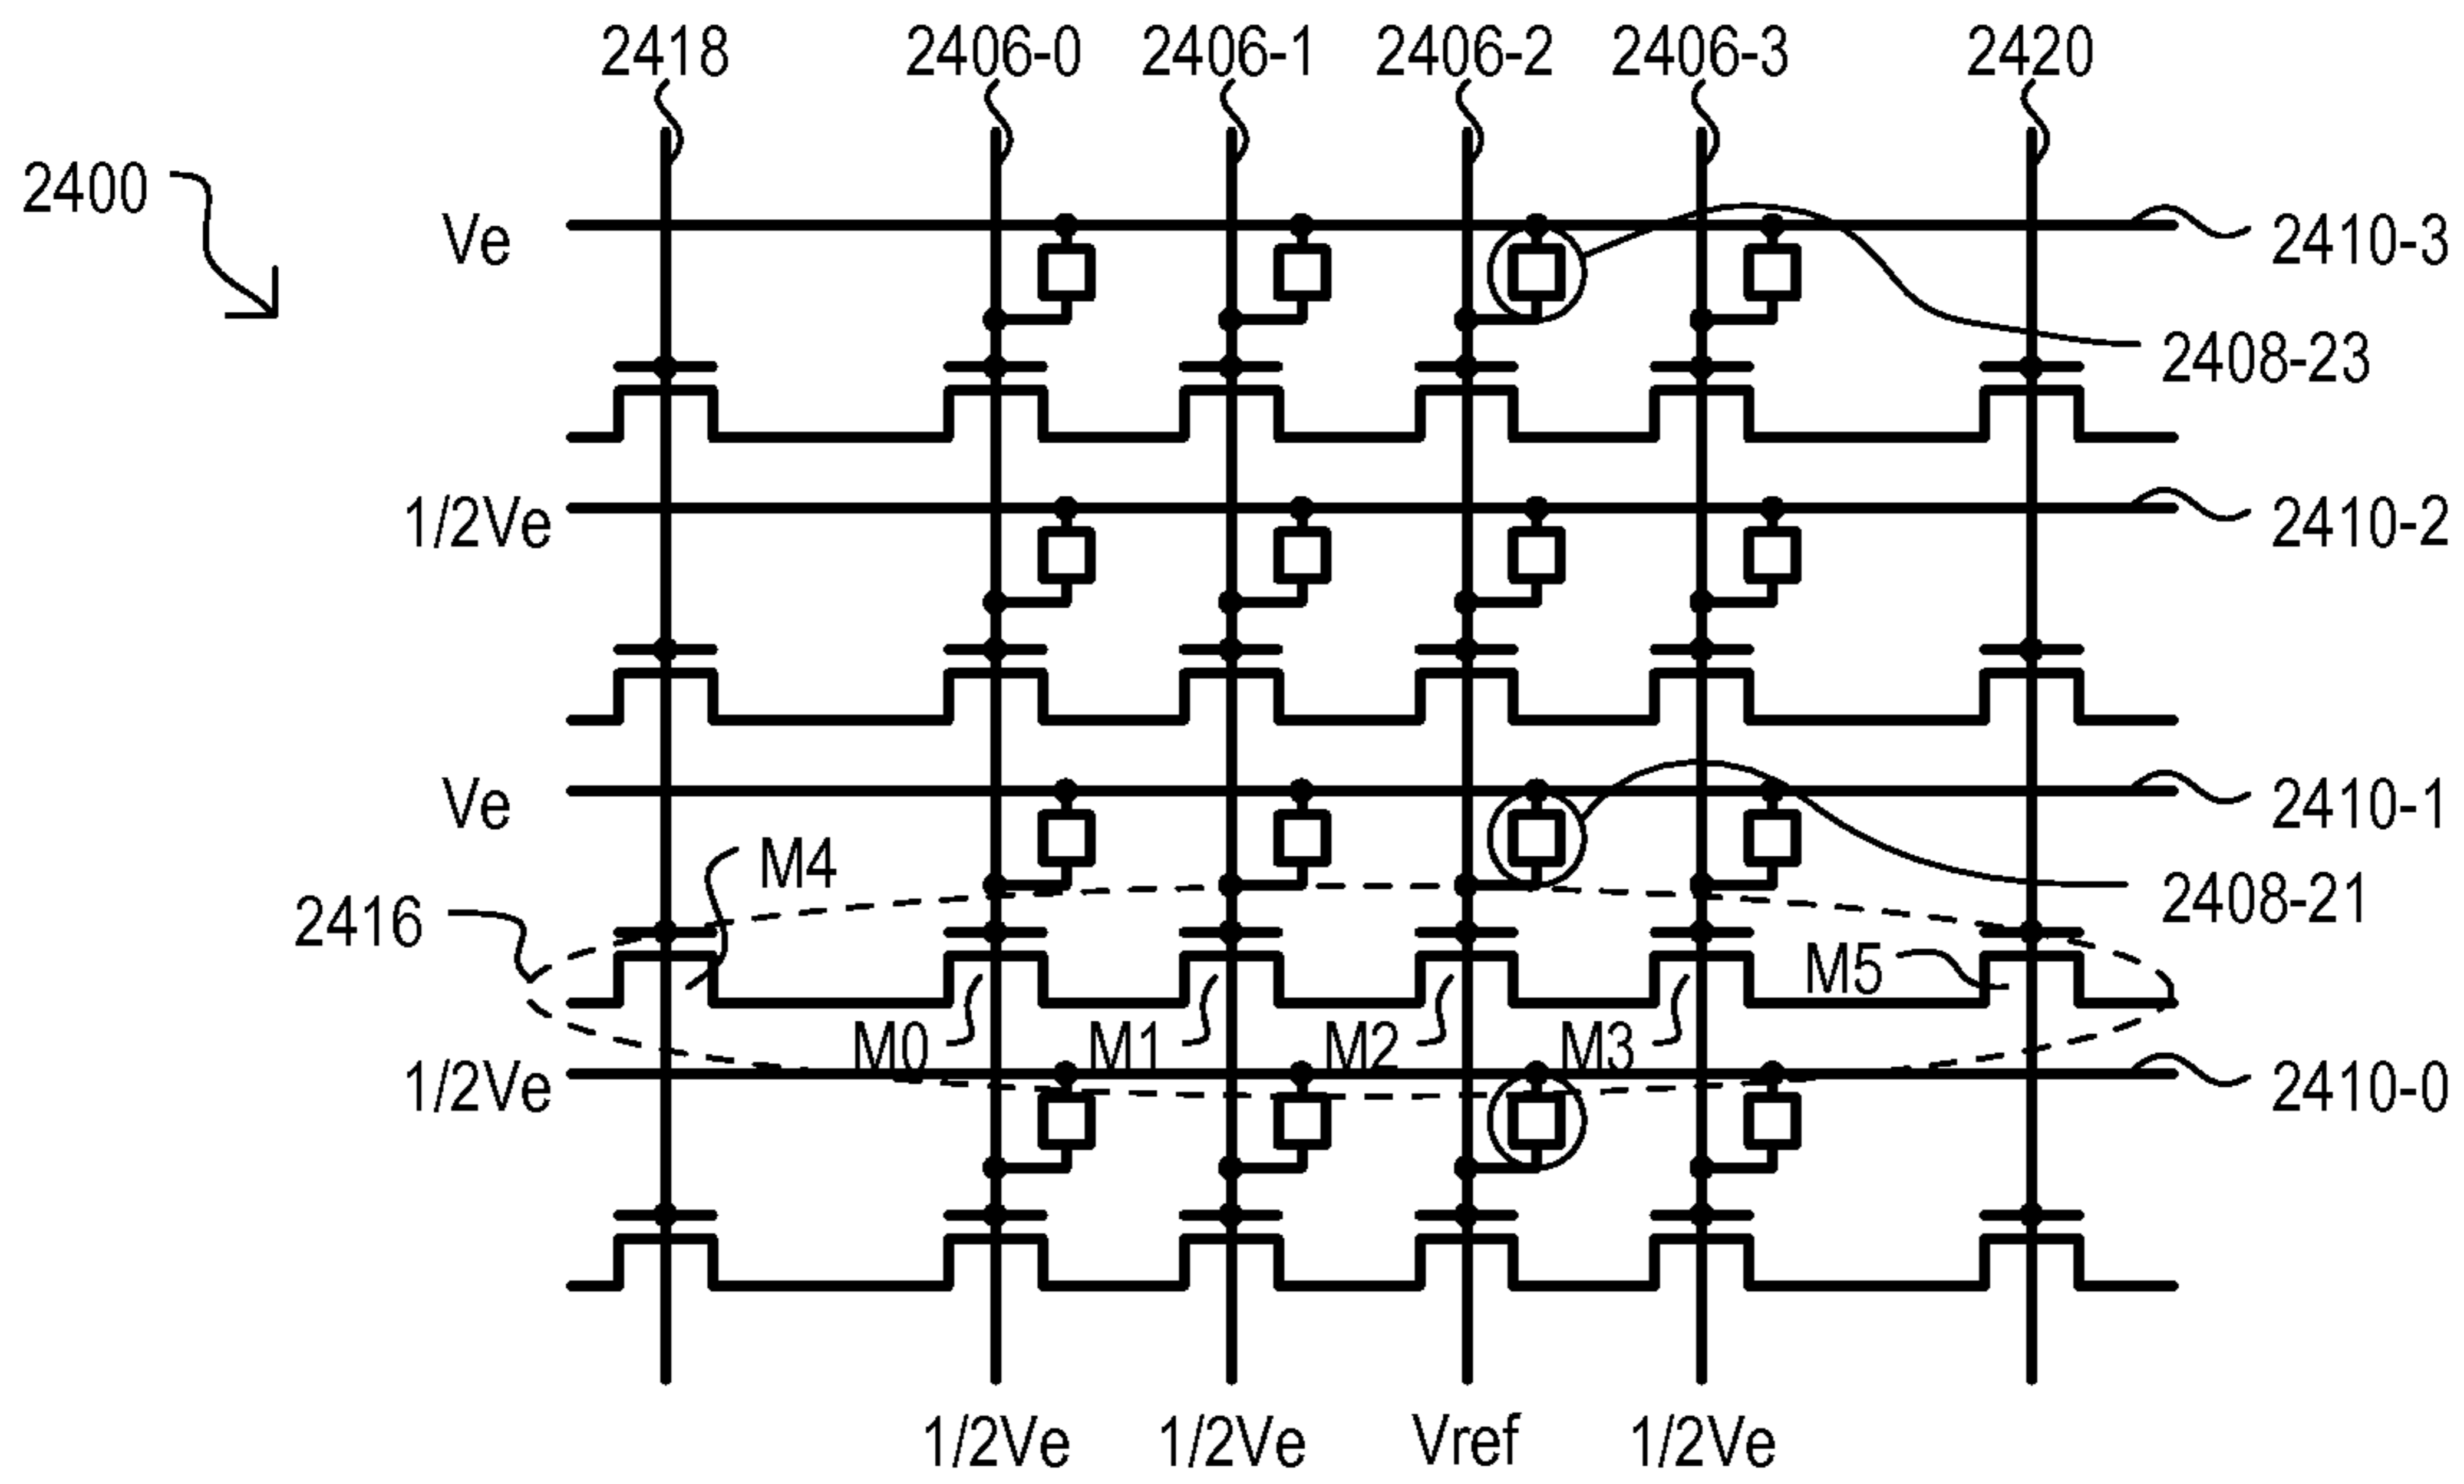 2418 2406-0 2406-1 2406-2 2406-3 2420
2400
Ve 2410-3
2408-23
1/2Ve 2410-2
Ve 2410-1
M4
2416 2408-21
M5
M0 M1 M2 M3
1/2Ve 2410-0
1/2Ve 1/2Ve Vref 1/2Ve